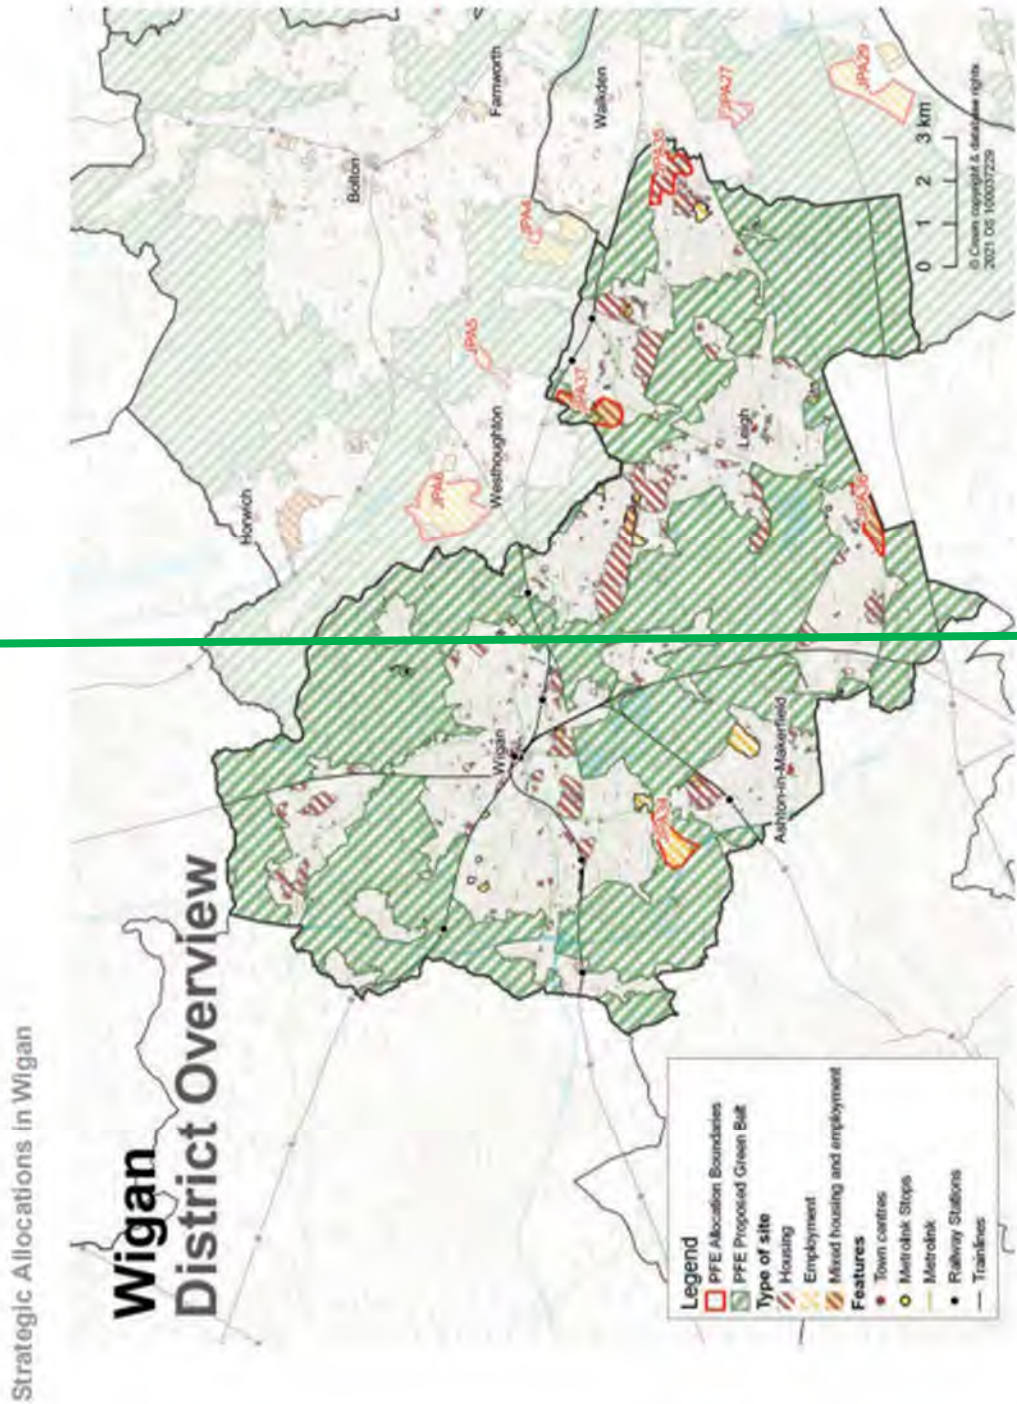 Strategic Allocations in Wigan
Wigan
District Overview
Horwich
Bolton
Farnworth
Walkden
Westhoughton
Wigan
Leigh
Ashton-in-Makerfield
JPA4
JPA5
JPA6
JPA27
JPA29
JPA34
JPA35
JPA36
JPA37
Legend
PFE Allocation Boundaries
PFE Proposed Green Belt
Type of site
Housing
Employment
Mixed housing and employment
Features
Town centres
Metrolink Stops
Metrolink
Railway Stations
Trainlines
0 1 2 3 km
© Crown copyright & database rights
2021 OS 100037229